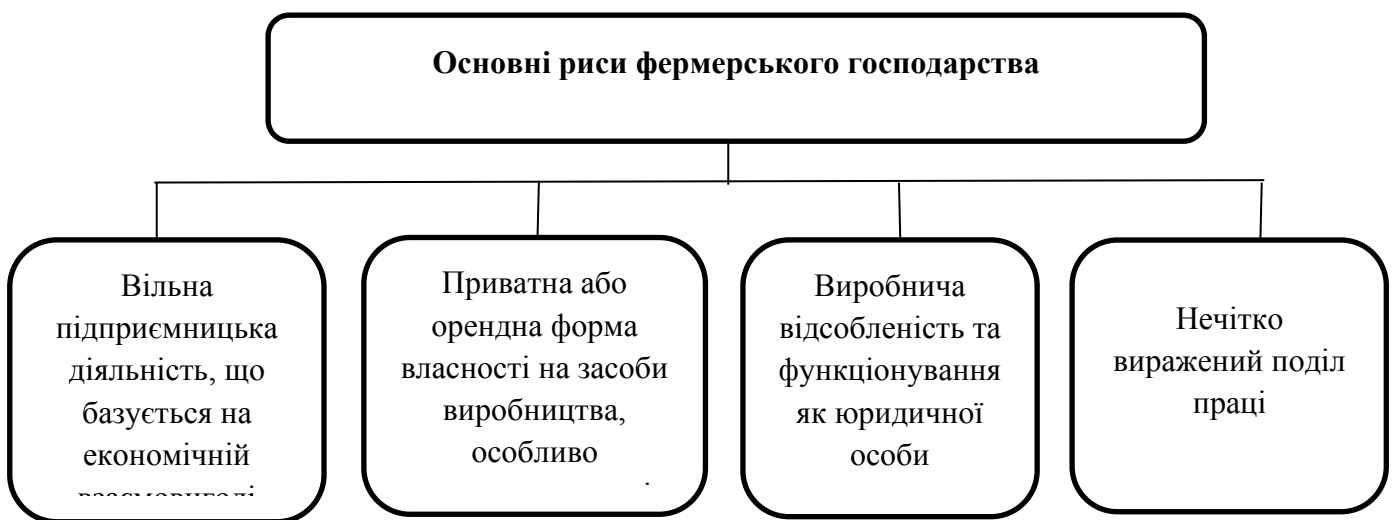 Основні риси фермерського господарства
Вільна
підприємницька
діяльність, що
базується на
економічній
взаємовигоді
Приватна або
орендна форма
власності на засоби
виробництва,
особливо
Виробнича
відсобленість та
функціонування
як юридичної
особи
Нечітко
виражений поділ
праці